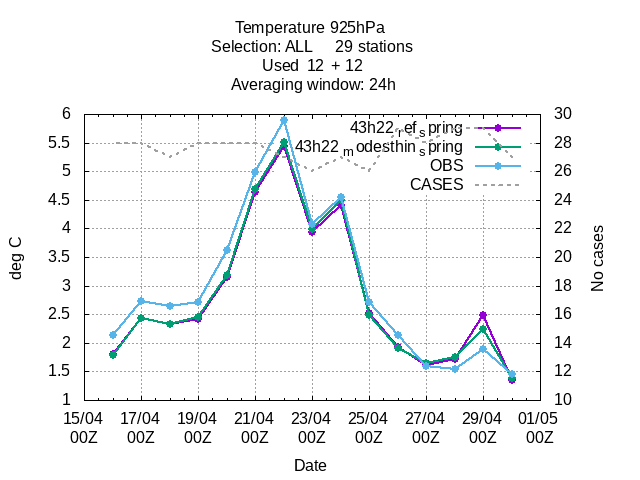 Temperature 925hPa
Selection: ALL     29 stations
Used  12  + 12
Averaging window: 24h
6
5.5
5
4.5
4
3.5
3
2.5
2
1.5
1
deg C
30
28
26
24
22
20
18
16
14
12
10
No cases
43h22_ref_spring
43h22_modesthin_spring
OBS
CASES
15/04 17/04 19/04 21/04 23/04 25/04 27/04 29/04 01/05
00Z 00Z 00Z 00Z 00Z 00Z 00Z 00Z 00Z
Date